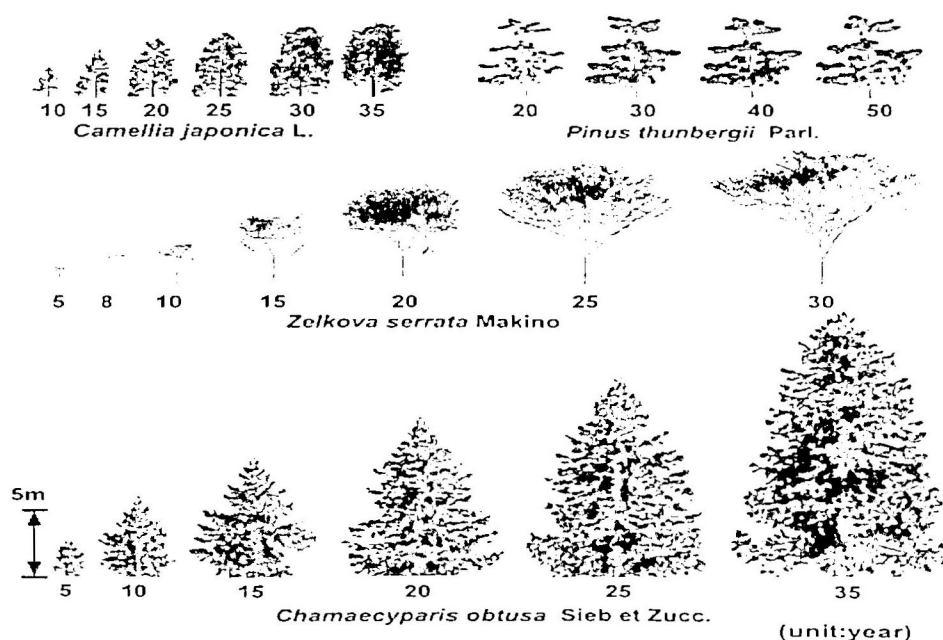 10 15 20 25 30 35
Camellia japonica L.
20 30 40 50
Pinus thunbergii Parl.
5 8 10 15 20 25 30
Zelkova serrata Makino
5m
5 10 15 20 25 35
Chamaecyparis obtusa Sieb et Zucc.
(unit:year)